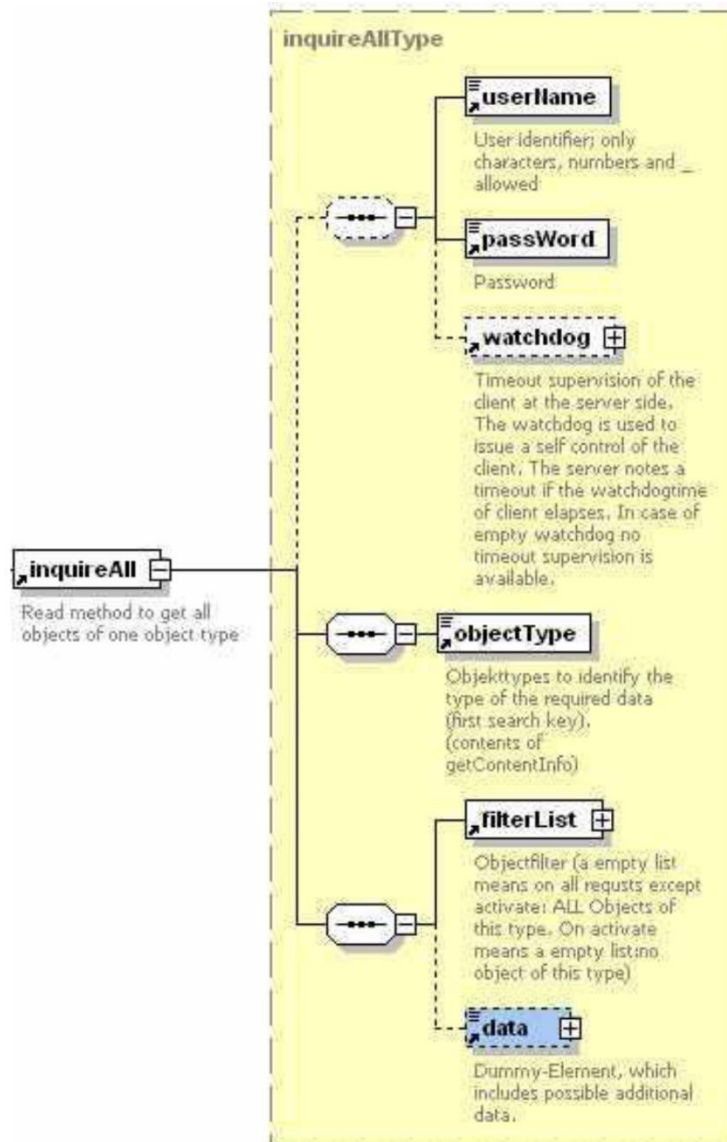 inquireAllType
userName
User identifier; only
characters, numbers and _
allowed
passWord
Password
watchdog
Timeout supervision of the
client at the server side.
The watchdog is used to
issue a self control of the
client. The server notes a
timeout if the watchdogtime
of client elapses. In case of
empty watchdog no
timeout supervision is
available.
inquireAll
Read method to get all
objects of one object type
objectType
Objekttypes to identify the
type of the required data
(first search key).
(contents of
getContentInfo)
filterList
Objectfilter (a empty list
means on all requsts except
activate: ALL Objects of
this type. On activate
means a empty list:no
object of this type)
data
Dummy-Element, which
includes possible additional
data.